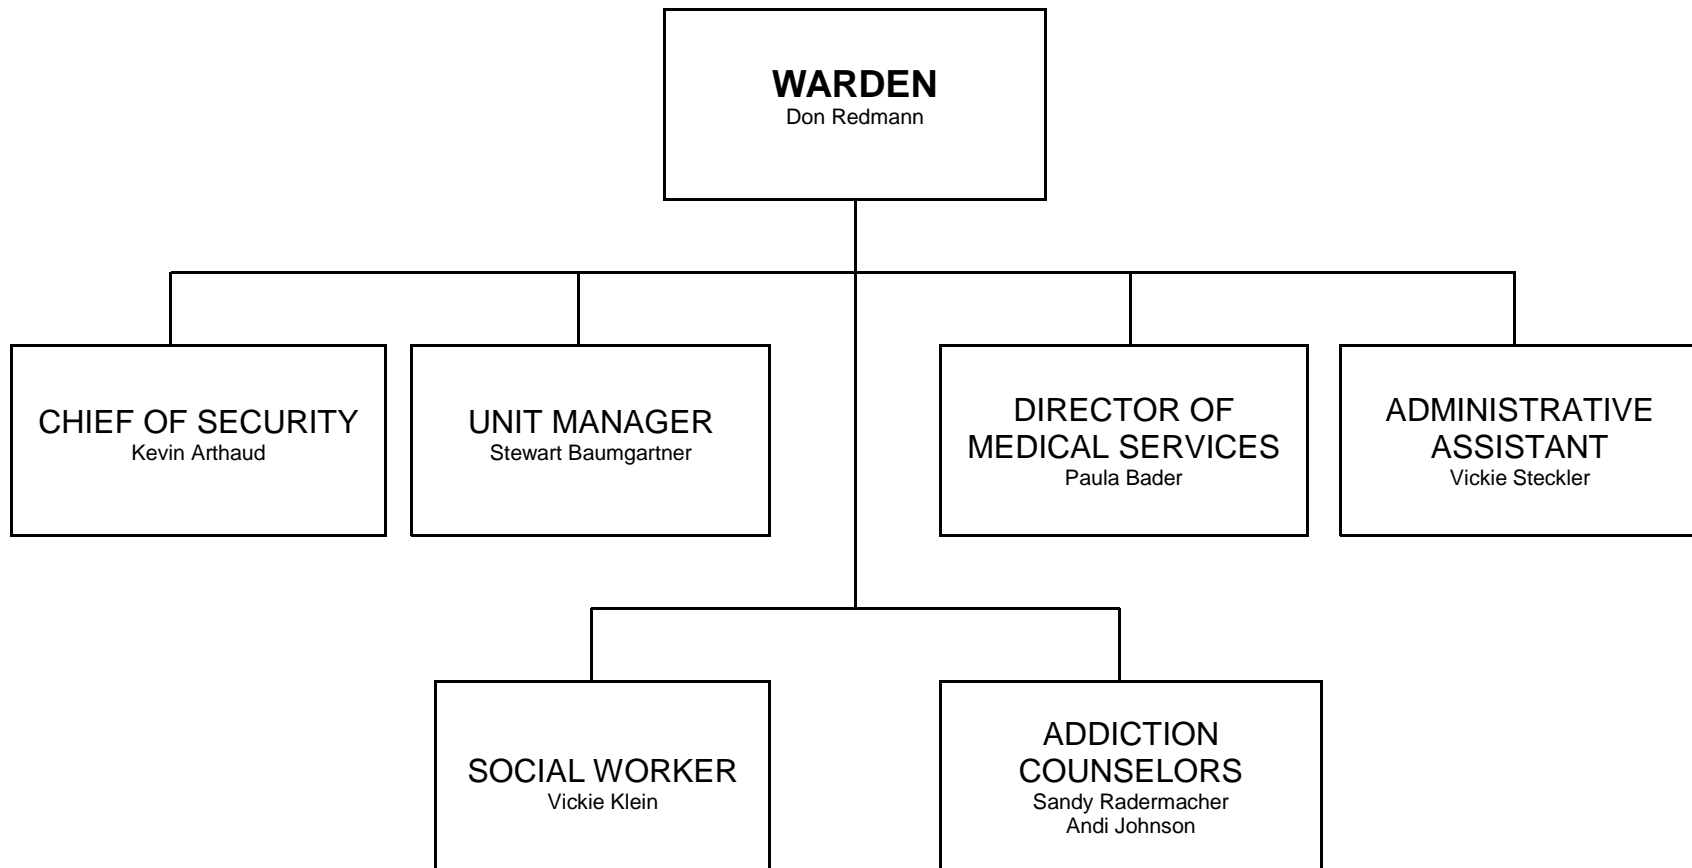 WARDEN
Don Redmann
CHIEF OF SECURITY
Kevin Arthaud
UNIT MANAGER
Stewart Baumgartner
DIRECTOR OF
MEDICAL SERVICES
Paula Bader
ADMINISTRATIVE
ASSISTANT
Vickie Steckler
SOCIAL WORKER
Vickie Klein
ADDICTION
COUNSELORS
Sandy Radermacher
Andi Johnson